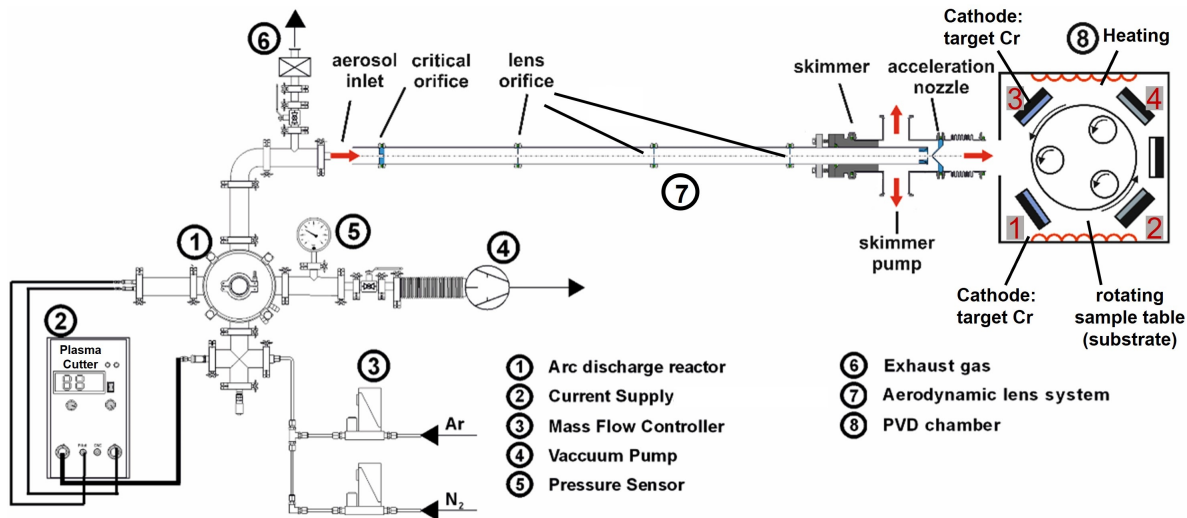 Cathode:
target Cr
8
Heating
6
aerosol
inlet
critical
orifice
lens
orifice
skimmer
acceleration
nozzle
3
4
7
1
5
4
skimmer
pump
1
2
Cathode:
target Cr
rotating
sample table
(substrate)
2
Plasma
Cutter
3
Ar
N2
1 Arc discharge reactor
2 Current Supply
3 Mass Flow Controller
4 Vaccuum Pump
5 Pressure Sensor
6 Exhaust gas
7 Aerodynamic lens system
8 PVD chamber